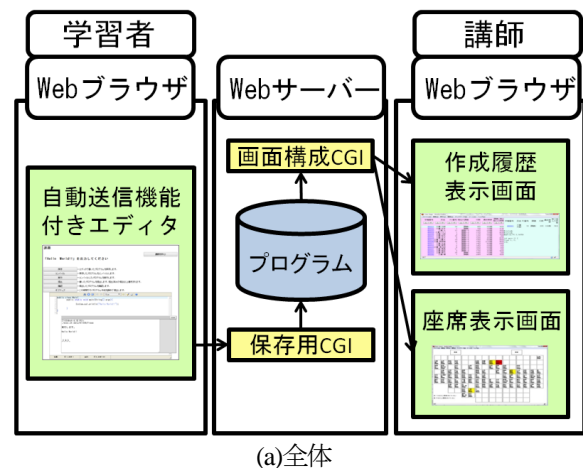 学習者
講師
Webブラウザ
Webサーバー
Webブラウザ
自動送信機能
付きエディタ
画面構成CGI
プログラム
保存用CGI
作成履歴
表示画面
座席表示画面
(a)全体